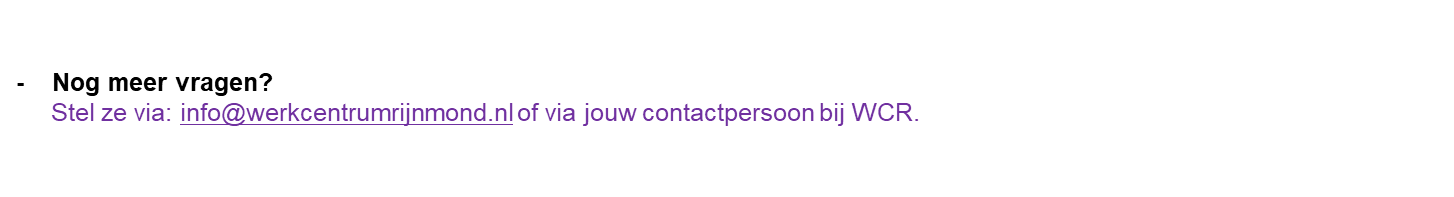 - Nog meer vragen?
Stel ze via: info@werkcentrumrijnmond.nl of via jouw contactpersoon bij WCR.